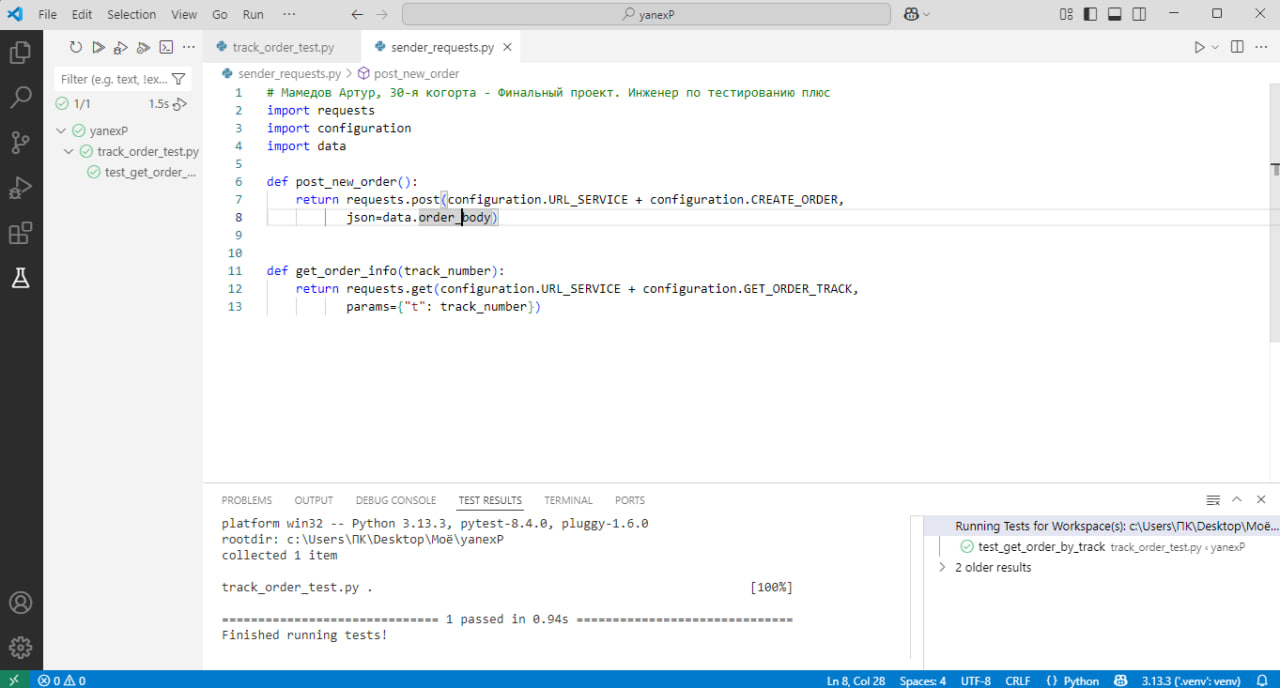 File Edit Selection View Go Run ··· yanexP
track_order_test.py sender_requests.py
Filter (e.g. text, !ex...
sender_requests.py > post_new_order
1/1 1.5s
yanexP
track_order_test.py
test_get_order_...
1 # Мамедов Артур, 30-я когорта - Финальный проект. Инженер по тестированию плюс
2 import requests
3 import configuration
4 import data
5
6 def post_new_order():
7 return requests.post(configuration.URL_SERVICE + configuration.CREATE_ORDER,
8 json=data.order_body)
9
10
11 def get_order_info(track_number):
12 return requests.get(configuration.URL_SERVICE + configuration.GET_ORDER_TRACK,
13 params={"t": track_number})
PROBLEMS OUTPUT DEBUG CONSOLE TEST RESULTS TERMINAL PORTS
platform win32 -- Python 3.13.3, pytest-8.4.0, pluggy-1.6.0
rootdir: c:\Users\ПК\Desktop\Моё\yanexP
collected 1 item
track_order_test.py . [100%]
============================= 1 passed in 0.94s ==============================
Finished running tests!
Running Tests for Workspace(s): c:\Users\ПК\Desktop\Моё...
test_get_order_by_track track_order_test.py ‹ yanexP
2 older results
0 0 Ln 8, Col 28 Spaces: 4 UTF-8 CRLF {} Python 3.13.3 ('.venv': venv)